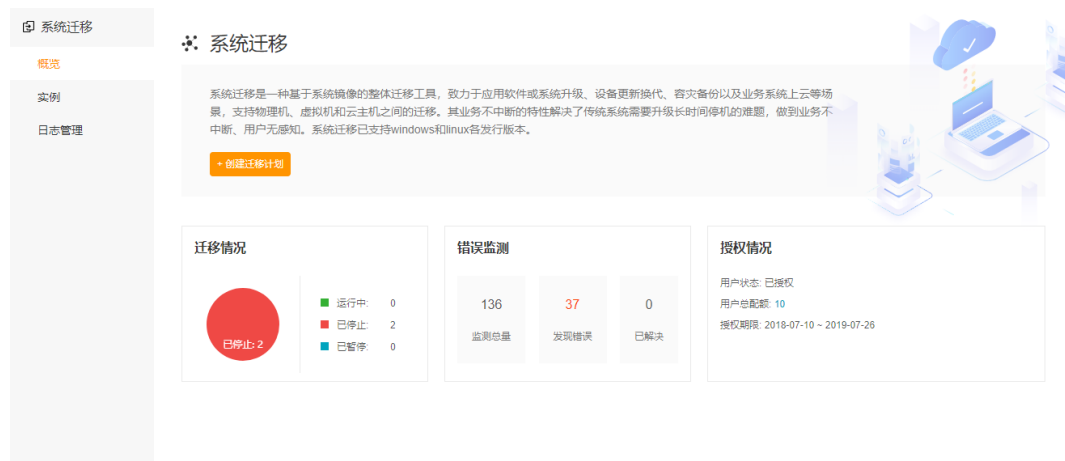 系统迁移
概览
实例
日志管理
系统迁移
系统迁移是一种基于系统镜像的整体迁移工具，致力于应用软件或系统升级、设备更新换代、容灾备份以及业务系统上云等场
景，支持物理机、虚拟机和云主机之间的迁移。其业务不中断的特性解决了传统系统需要升级长时间停机的难题，做到业务不
中断、用户无感知。系统迁移已支持windows和linux各发行版本。
+ 创建迁移计划
迁移情况
已停止: 2
运行中: 0
已停止: 2
已暂停: 0
错误监测
136 37 0
监测总量 发现错误 已解决
授权情况
用户状态: 已授权
用户总配额: 10
授权期限: 2018-07-10 ~ 2019-07-26